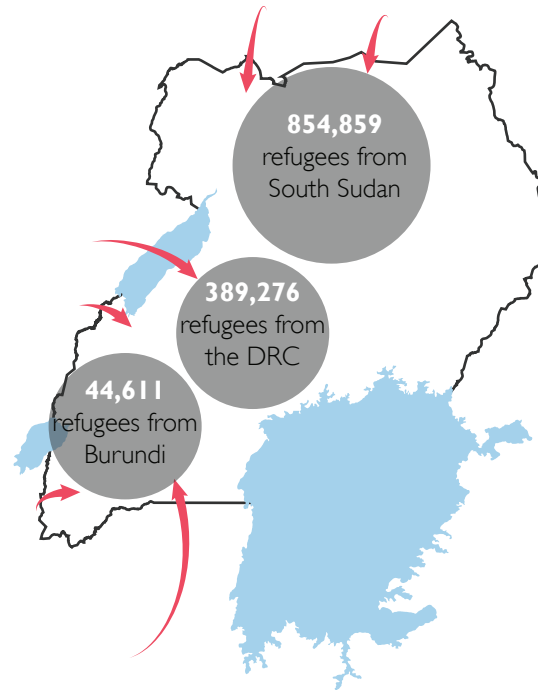 854,859
refugees from
South Sudan
389,276
refugees from
the DRC
44,611
refugees from
Burundi